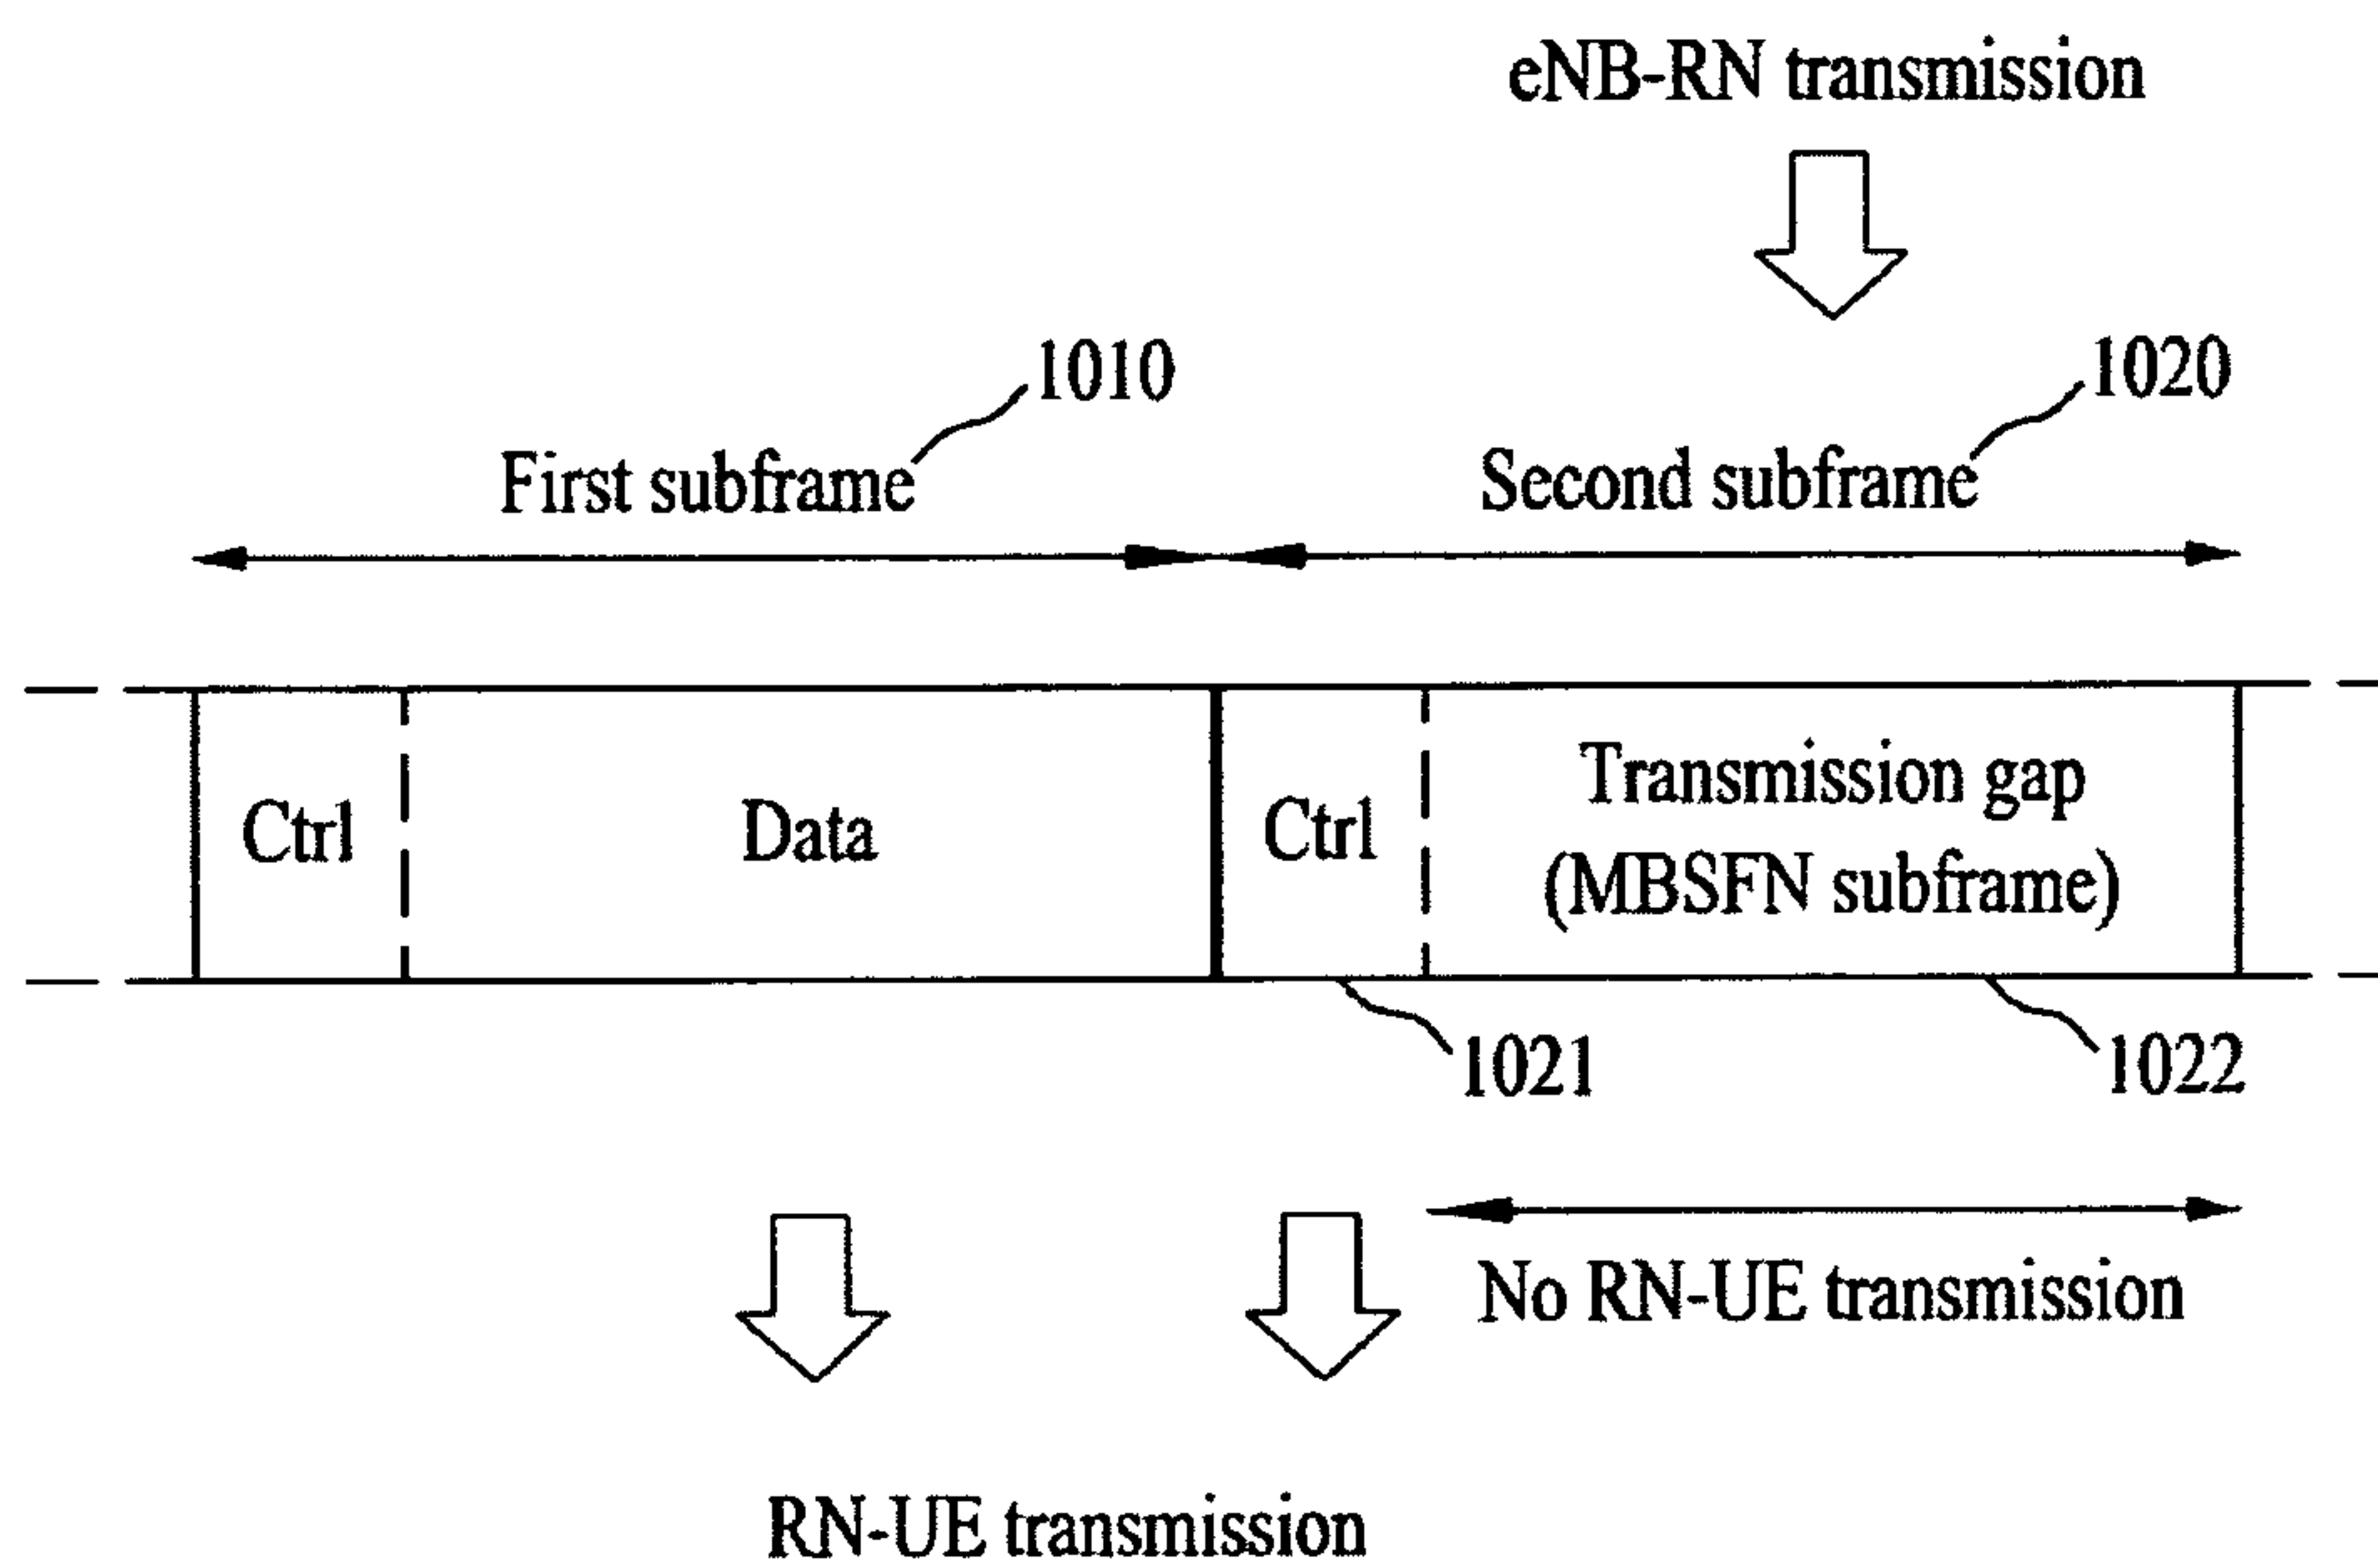 eNB-RN transmission
1010
1020
First subframe
Second subframe
Ctrl
Data
Ctrl
Transmission gap
(MBSFN subframe)
1021
1022
No RN-UE transmission
RN-UE transmission